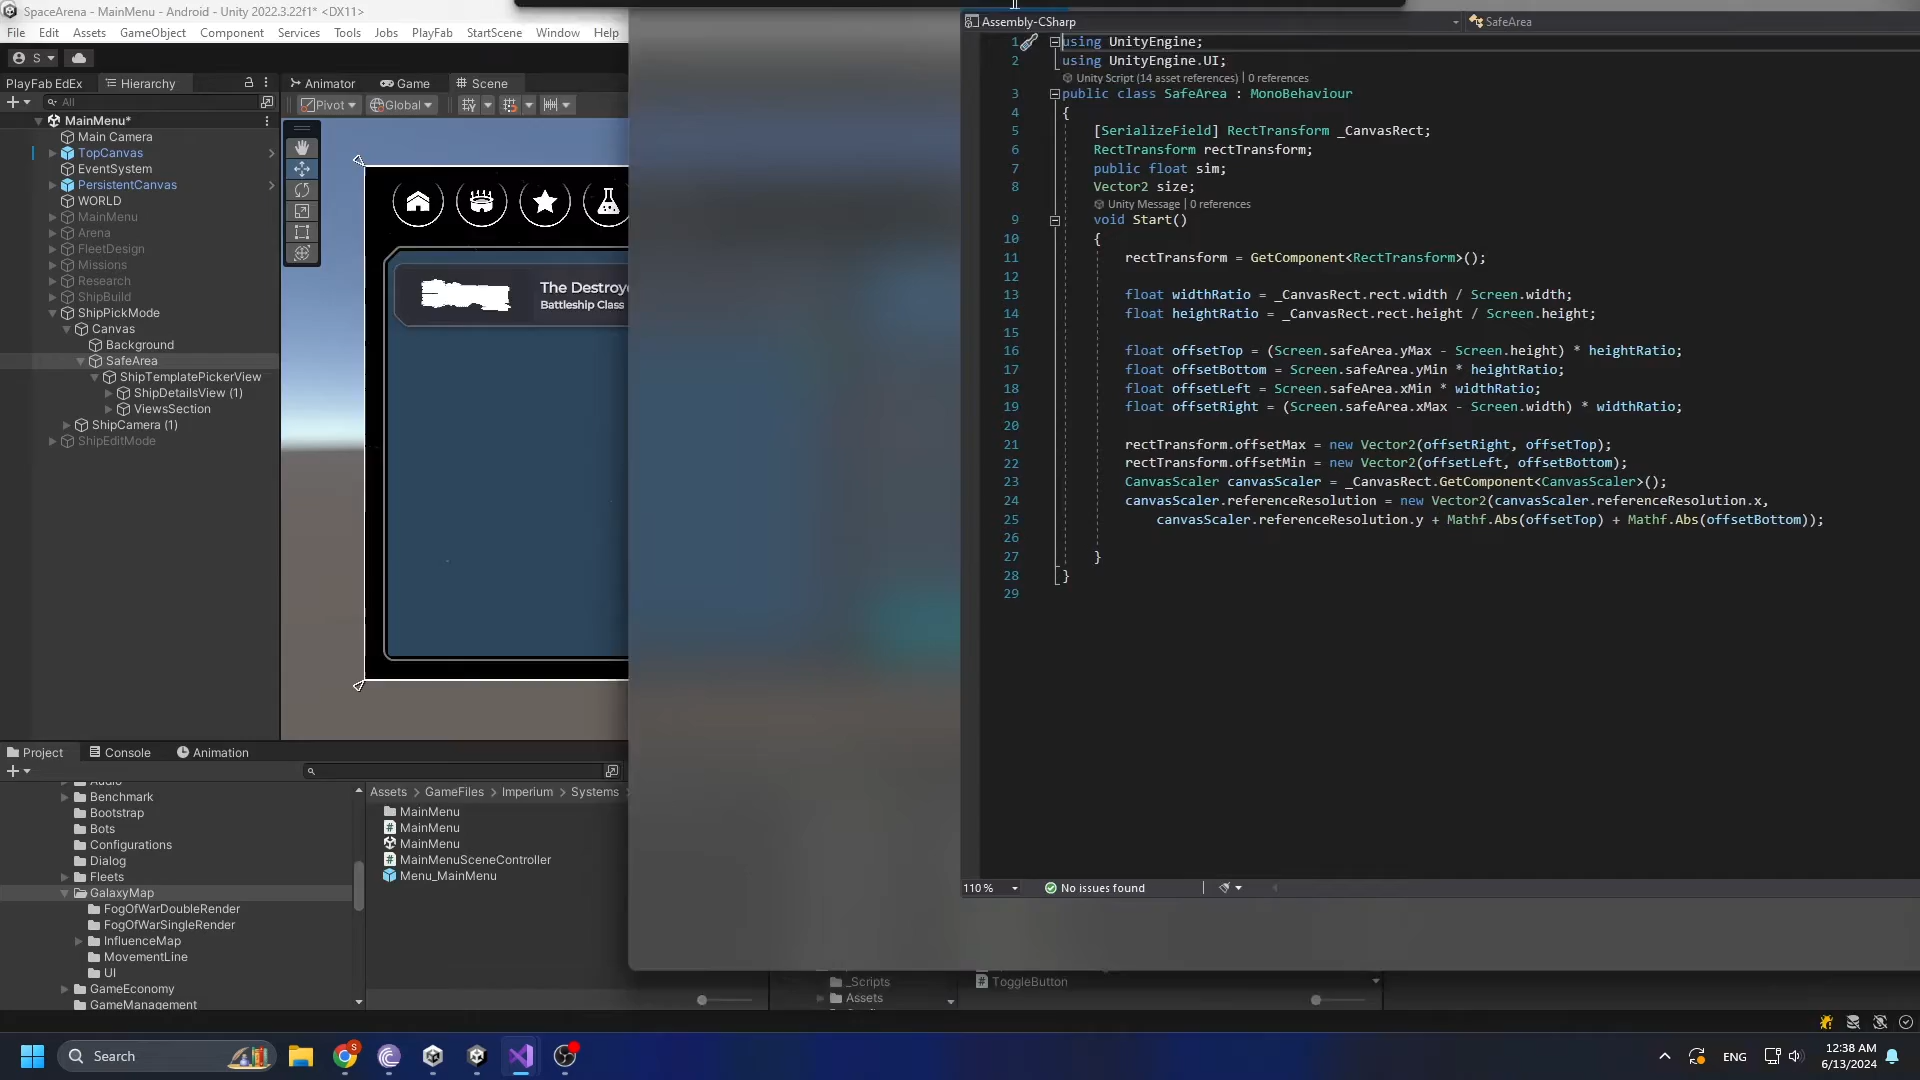 SpaceArena - MainMenu - Android - Unity 2022.3.22f1* <DX11>
File Edit Assets GameObject Component Services Tools Jobs PlayFab StartScene Window Help
S
PlayFab EdEx Hierarchy
Animator Game Scene
All
Pivot Global
MainMenu*
Main Camera
TopCanvas
EventSystem
PersistentCanvas
WORLD
MainMenu
Arena
FleetDesign
Missions
Research
ShipBuild
ShipPickMode
Canvas
Background
SafeArea
ShipTemplatePickerView
ShipDetailsView (1)
ViewsSection
ShipCamera (1)
ShipEditMode
The Destroye
Battleship Class
Assembly-CSharp SafeArea
1 using UnityEngine;
2 using UnityEngine.UI;
Unity Script (14 asset references) | 0 references
3 public class SafeArea : MonoBehaviour
4 {
5 [SerializeField] RectTransform _CanvasRect;
6 RectTransform rectTransform;
7 public float sim;
8 Vector2 size;
Unity Message | 0 references
9 void Start()
10 {
11 rectTransform = GetComponent<RectTransform>();
12
13 float widthRatio = _CanvasRect.rect.width / Screen.width;
14 float heightRatio = _CanvasRect.rect.height / Screen.height;
15
16 float offsetTop = (Screen.safeArea.yMax - Screen.height) * heightRatio;
17 float offsetBottom = Screen.safeArea.yMin * heightRatio;
18 float offsetLeft = Screen.safeArea.xMin * widthRatio;
19 float offsetRight = (Screen.safeArea.xMax - Screen.width) * widthRatio;
20
21 rectTransform.offsetMax = new Vector2(offsetRight, offsetTop);
22 rectTransform.offsetMin = new Vector2(offsetLeft, offsetBottom);
23 CanvasScaler canvasScaler = _CanvasRect.GetComponent<CanvasScaler>();
24 canvasScaler.referenceResolution = new Vector2(canvasScaler.referenceResolution.x,
25 canvasScaler.referenceResolution.y + Mathf.Abs(offsetTop) + Mathf.Abs(offsetBottom));
26
27 }
28 }
29
110 % No issues found
Project Console Animation
Audio
Benchmark
Bootstrap
Bots
Configurations
Dialog
Fleets
GalaxyMap
FogOfWarDoubleRender
FogOfWarSingleRender
InfluenceMap
MovementLine
UI
GameEconomy
GameManagement
Assets > GameFiles > Imperium > Systems >
MainMenu
MainMenu
MainMenu
MainMenuSceneController
Menu_MainMenu
_Scripts
Assets
ToggleButton
Search
S
ENG
12:38 AM
6/13/2024